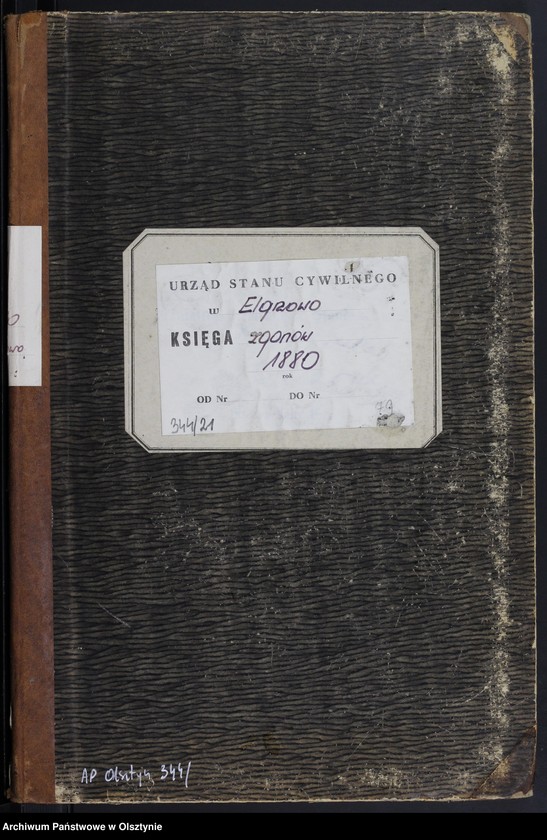 URZĄD STANU CYWILNEGO
w Elgnowo
KSIĘGA zgonów
1880
rok
OD Nr DO Nr
344/21
AP Olsztyn 344/
Archiwum Państwowe w Olsztynie